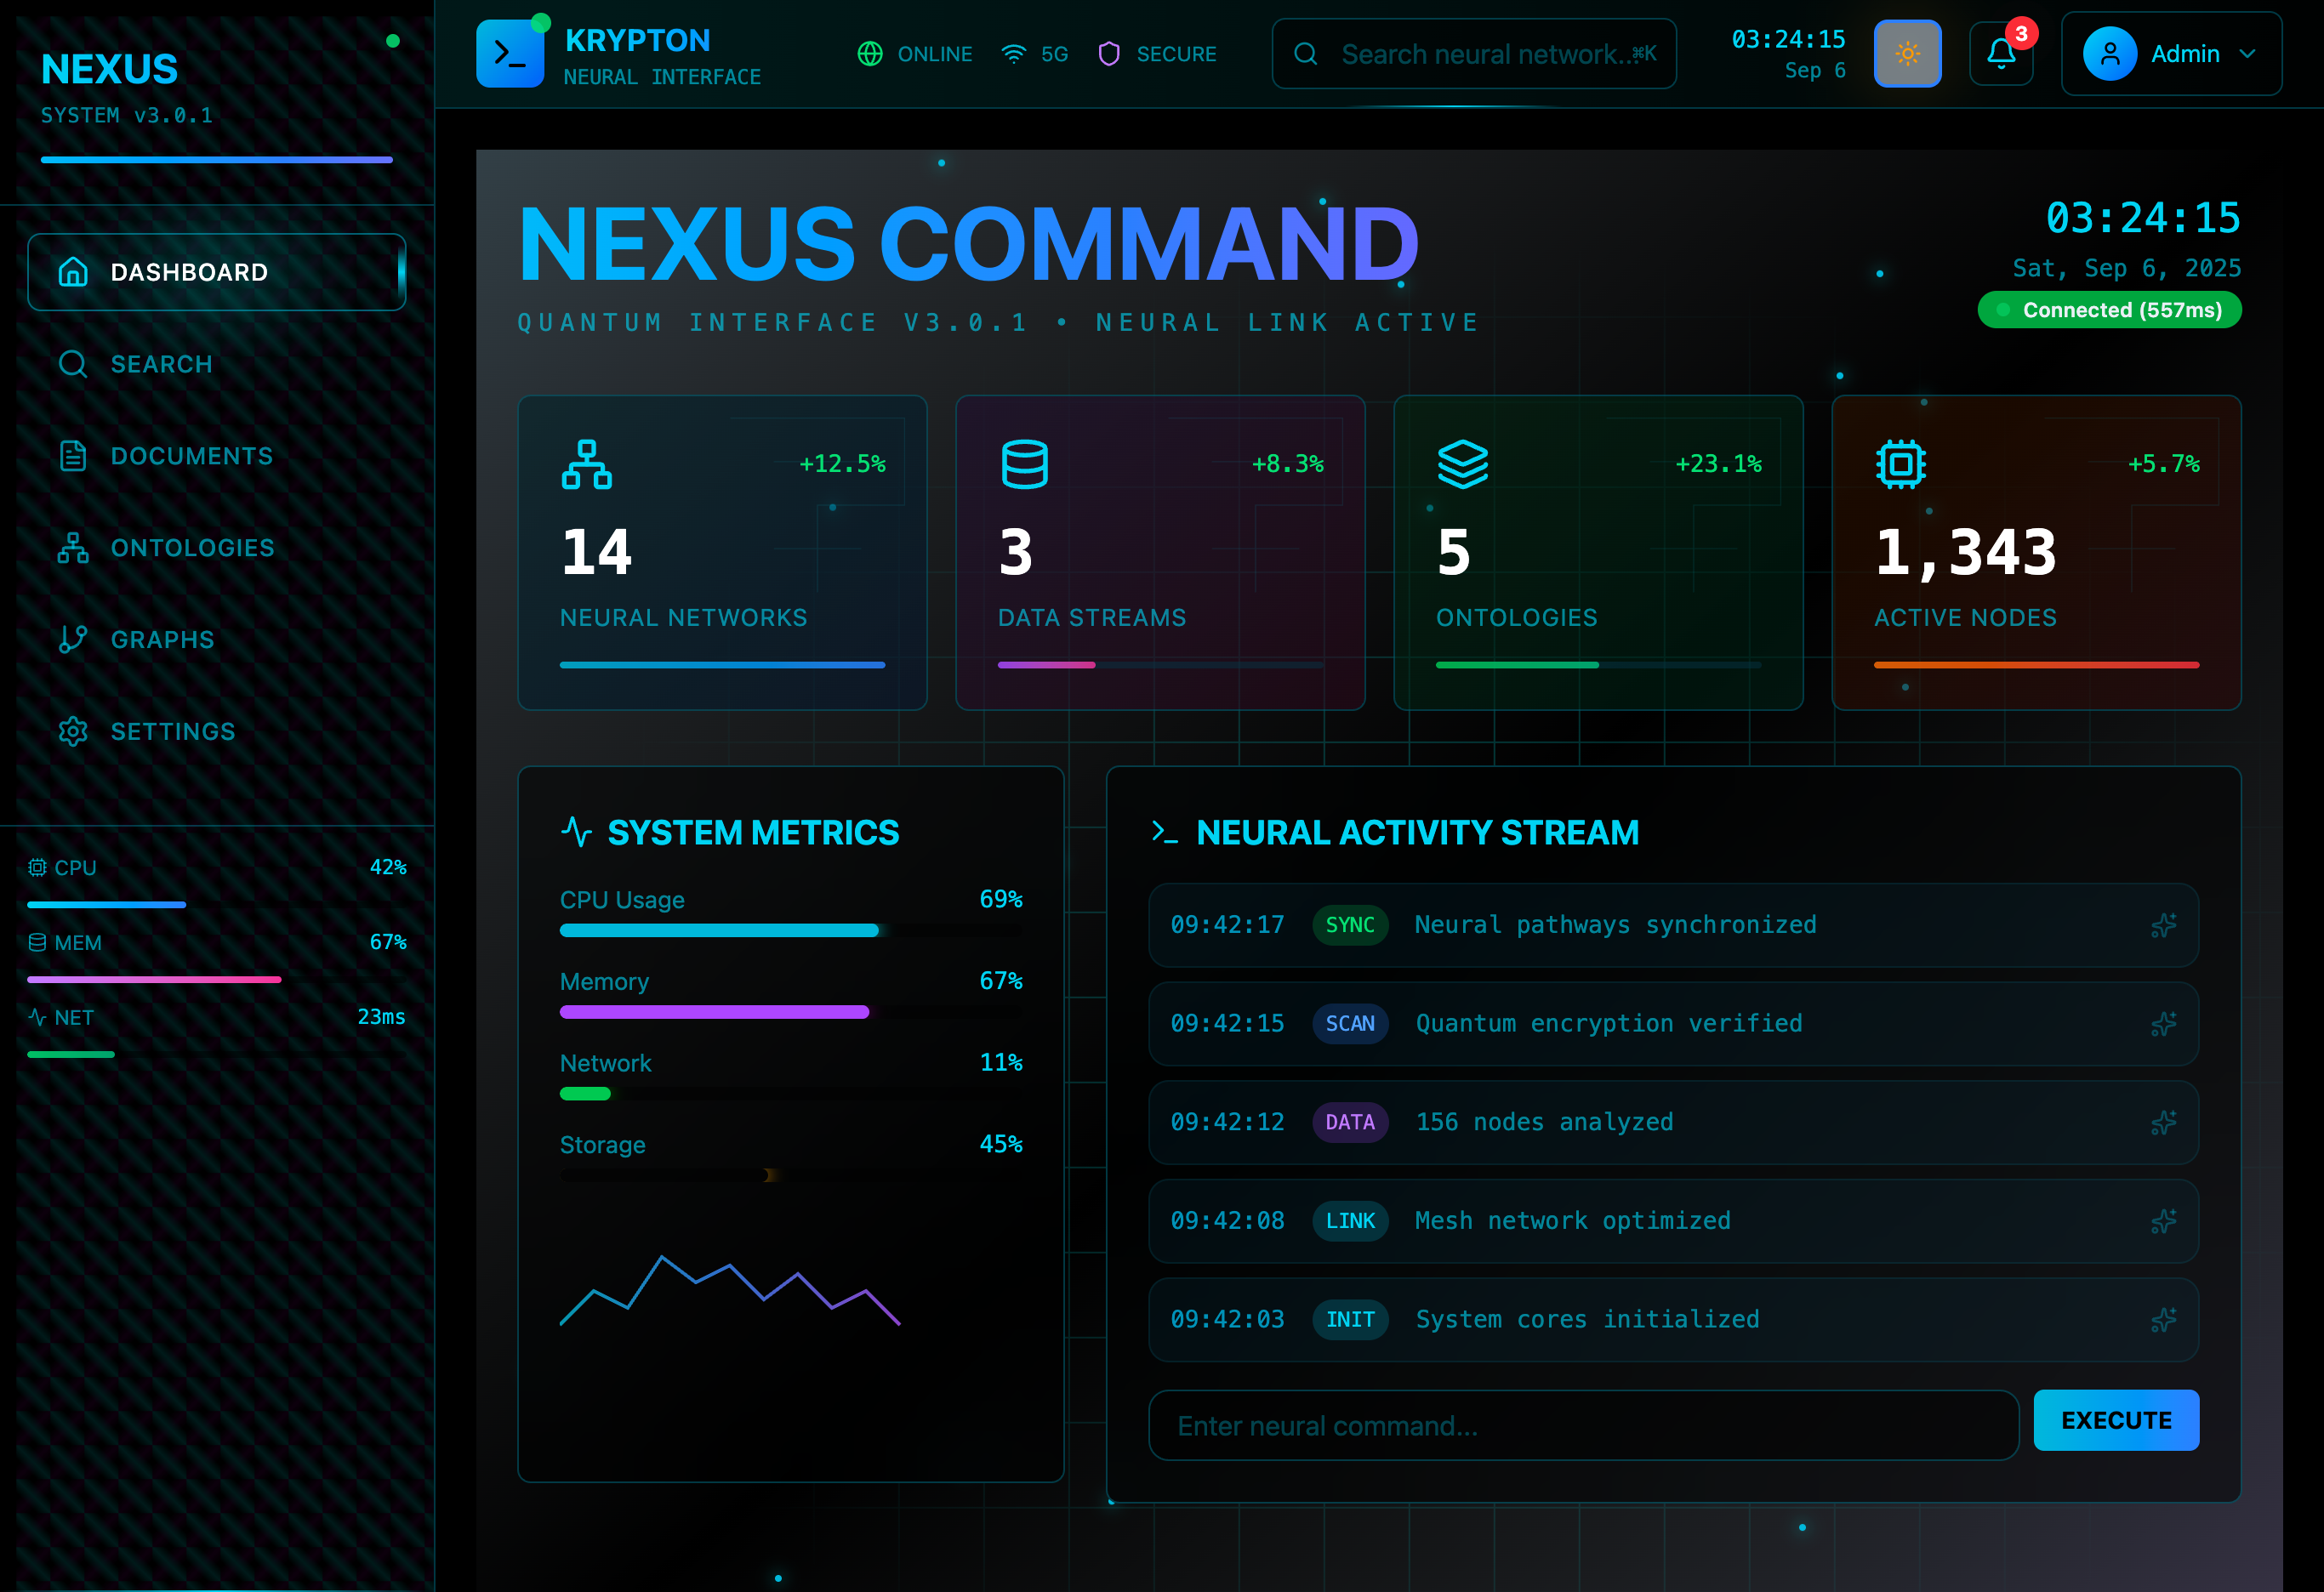 NEXUS
SYSTEM v3.0.1
DASHBOARD
SEARCH
DOCUMENTS
ONTOLOGIES
GRAPHS
SETTINGS
CPU 42%
MEM 67%
NET 23ms
KRYPTON
NEURAL INTERFACE
ONLINE
5G
SECURE
Search neural network...
⌘K
03:24:15
Sep 6
3
Admin
NEXUS COMMAND
QUANTUM INTERFACE V3.0.1 • NEURAL LINK ACTIVE
03:24:15
Sat, Sep 6, 2025
Connected (557ms)
+12.5%
14
NEURAL NETWORKS
+8.3%
3
DATA STREAMS
+23.1%
5
ONTOLOGIES
+5.7%
1,343
ACTIVE NODES
SYSTEM METRICS
CPU Usage 69%
Memory 67%
Network 11%
Storage 45%
NEURAL ACTIVITY STREAM
09:42:17 SYNC Neural pathways synchronized
09:42:15 SCAN Quantum encryption verified
09:42:12 DATA 156 nodes analyzed
09:42:08 LINK Mesh network optimized
09:42:03 INIT System cores initialized
Enter neural command...
EXECUTE